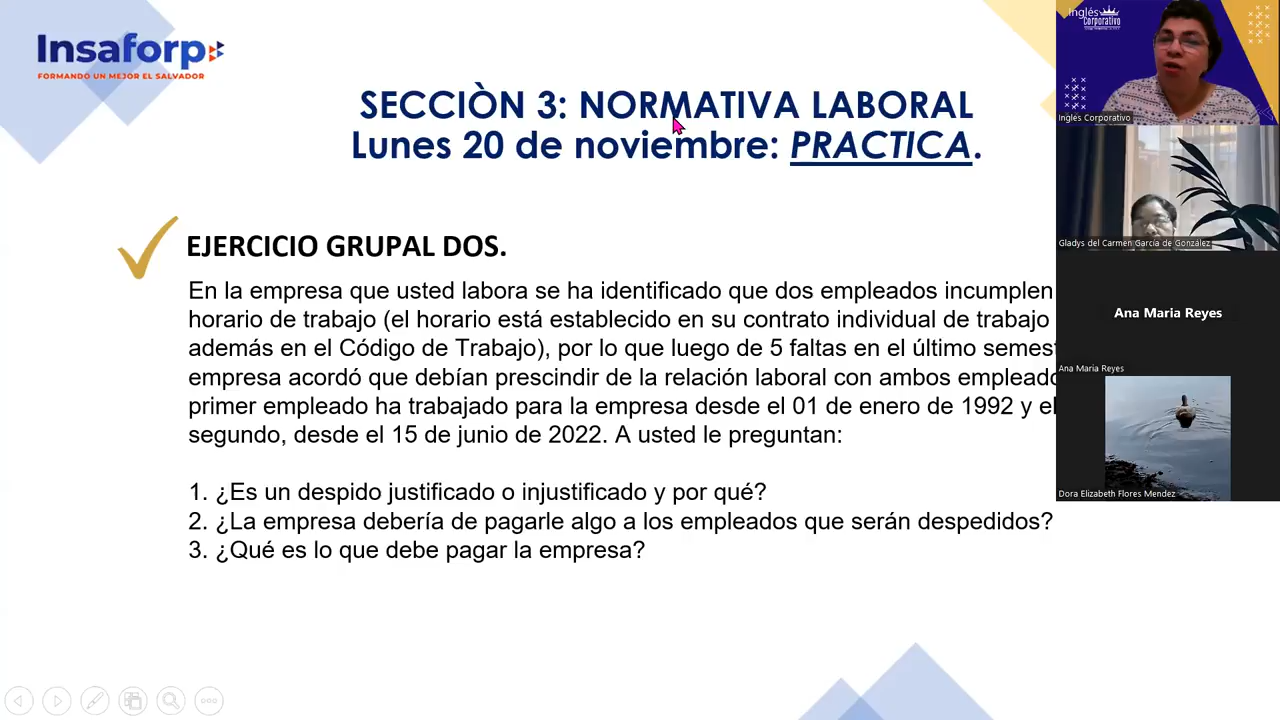 Insaforp
FORMANDO UN MEJOR EL SALVADOR
SECCIÒN 3: NORMATIVA LABORAL
Lunes 20 de noviembre: PRACTICA.
EJERCICIO GRUPAL DOS.
En la empresa que usted labora se ha identificado que dos empleados incumplen
horario de trabajo (el horario está establecido en su contrato individual de trabajo
además en el Código de Trabajo), por lo que luego de 5 faltas en el último
empresa acordó que debían prescindir de la relación laboral con ambos
primer empleado ha trabajado para la empresa desde el 01 de enero de 1992 y el
segundo, desde el 15 de junio de 2022. A usted le preguntan:
1. ¿Es un despido justificado o injustificado y por qué?
2. ¿La empresa debería de pagarle algo a los empleados que serán despedidos?
3. ¿Qué es lo que debe pagar la empresa?
Inglés
Corporativo
Inglés Corporativo
Gladys del Carmen García de González
Ana Maria Reyes
Ana Maria Reyes
Dora Elizabeth Flores Mendez